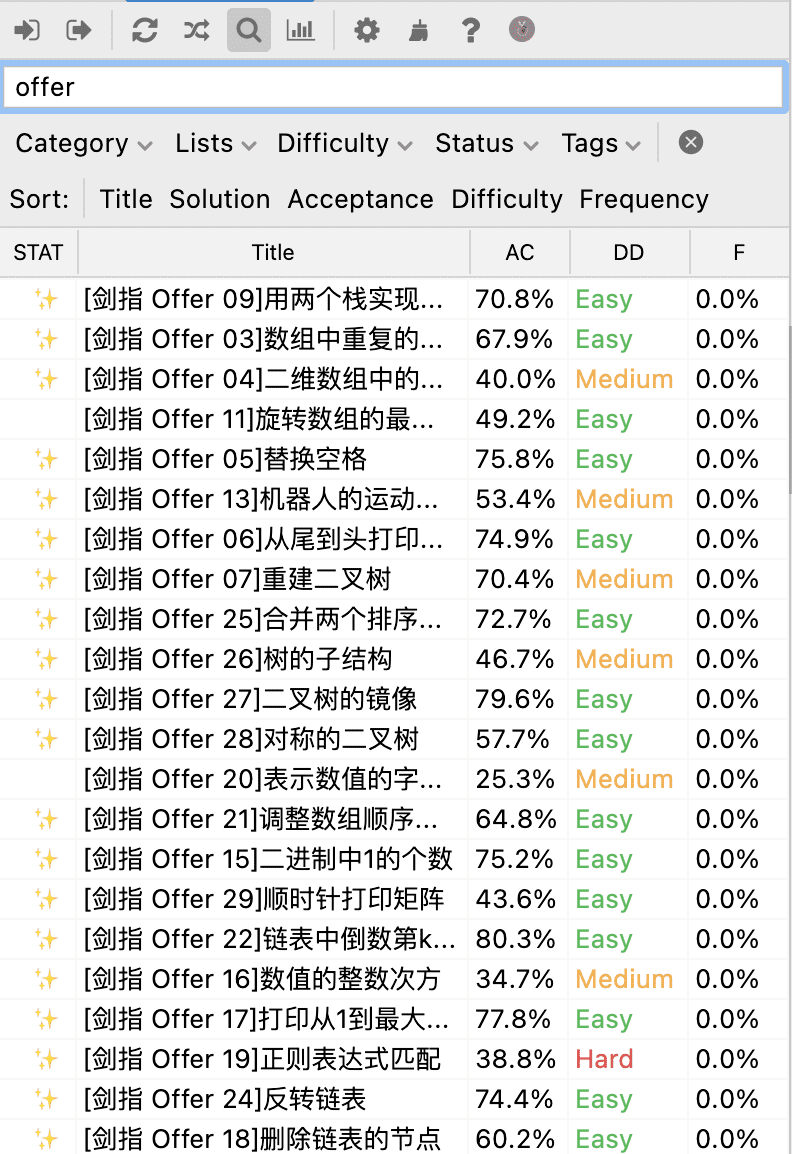 offer
Category Lists Difficulty Status Tags
Sort: Title Solution Acceptance Difficulty Frequency
STAT Title AC DD F
[剑指 Offer 09]用两个栈实现... 70.8% Easy 0.0%
[剑指 Offer 03]数组中重复的... 67.9% Easy 0.0%
[剑指 Offer 04]二维数组中的... 40.0% Medium 0.0%
[剑指 Offer 11]旋转数组的最... 49.2% Easy 0.0%
[剑指 Offer 05]替换空格 75.8% Easy 0.0%
[剑指 Offer 13]机器人的运动... 53.4% Medium 0.0%
[剑指 Offer 06]从尾到头打印... 74.9% Easy 0.0%
[剑指 Offer 07]重建二叉树 70.4% Medium 0.0%
[剑指 Offer 25]合并两个排序... 72.7% Easy 0.0%
[剑指 Offer 26]树的子结构 46.7% Medium 0.0%
[剑指 Offer 27]二叉树的镜像 79.6% Easy 0.0%
[剑指 Offer 28]对称的二叉树 57.7% Easy 0.0%
[剑指 Offer 20]表示数值的字... 25.3% Medium 0.0%
[剑指 Offer 21]调整数组顺序... 64.8% Easy 0.0%
[剑指 Offer 15]二进制中1的个数 75.2% Easy 0.0%
[剑指 Offer 29]顺时针打印矩阵 43.6% Easy 0.0%
[剑指 Offer 22]链表中倒数第k... 80.3% Easy 0.0%
[剑指 Offer 16]数值的整数次方 34.7% Medium 0.0%
[剑指 Offer 17]打印从1到最大... 77.8% Easy 0.0%
[剑指 Offer 19]正则表达式匹配 38.8% Hard 0.0%
[剑指 Offer 24]反转链表 74.4% Easy 0.0%
[剑指 Offer 18]删除链表的节点 60.2% Easy 0.0%